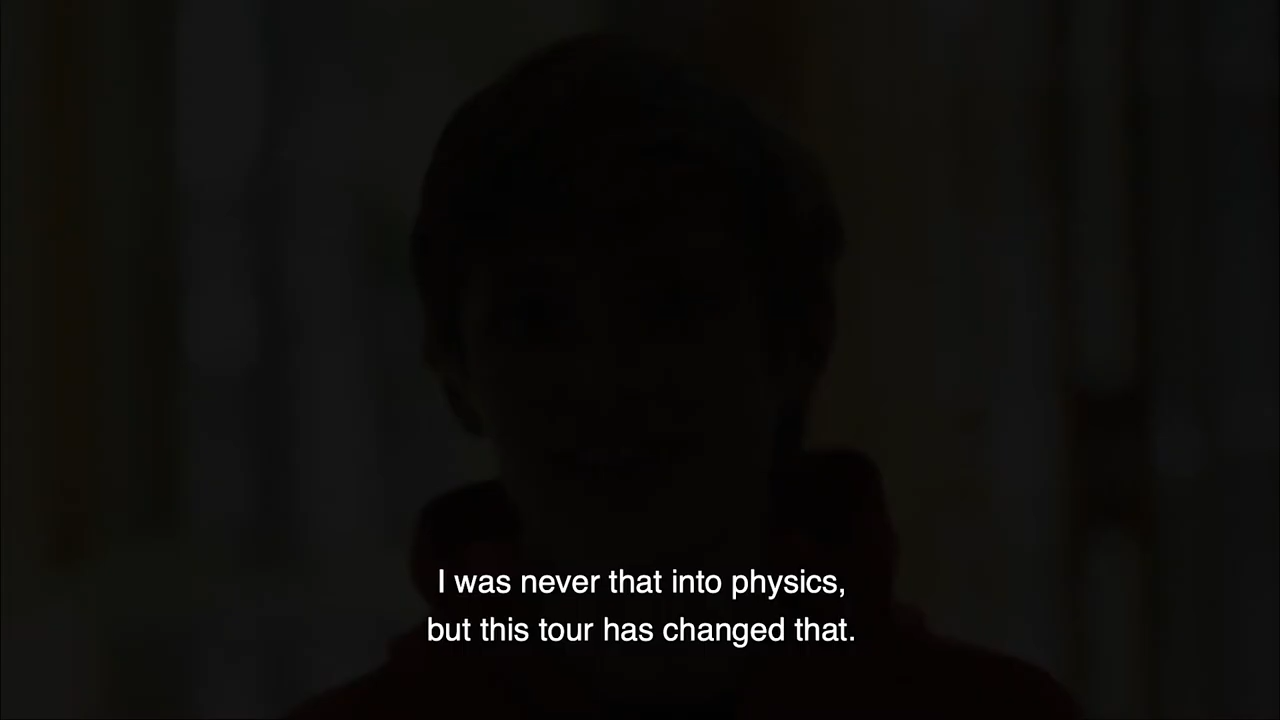 I was never that into physics,
but this tour has changed that.